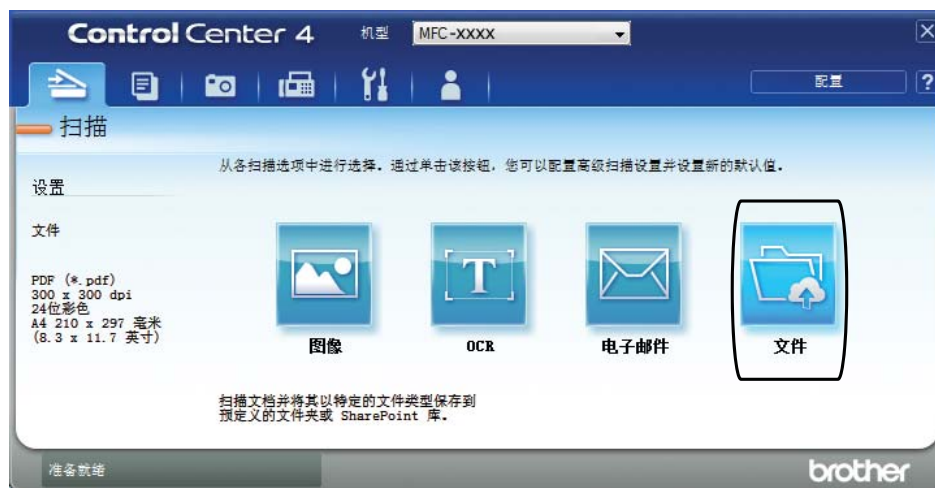 Control Center 4 机型 MFC-XXXX
配置 ?
扫描
从各扫描选项中进行选择。通过单击该按钮，您可以配置高级扫描设置并设置新的默认值。
设置
文件
PDF (*.pdf)
300 x 300 dpi
24位彩色
A4 210 x 297 毫米
(8.3 x 11.7 英寸)
T
图像 OCR 电子邮件 文件
扫描文档并将其以特定的文件类型保存到
预定义的文件夹或 SharePoint 库。
准备就绪 brother